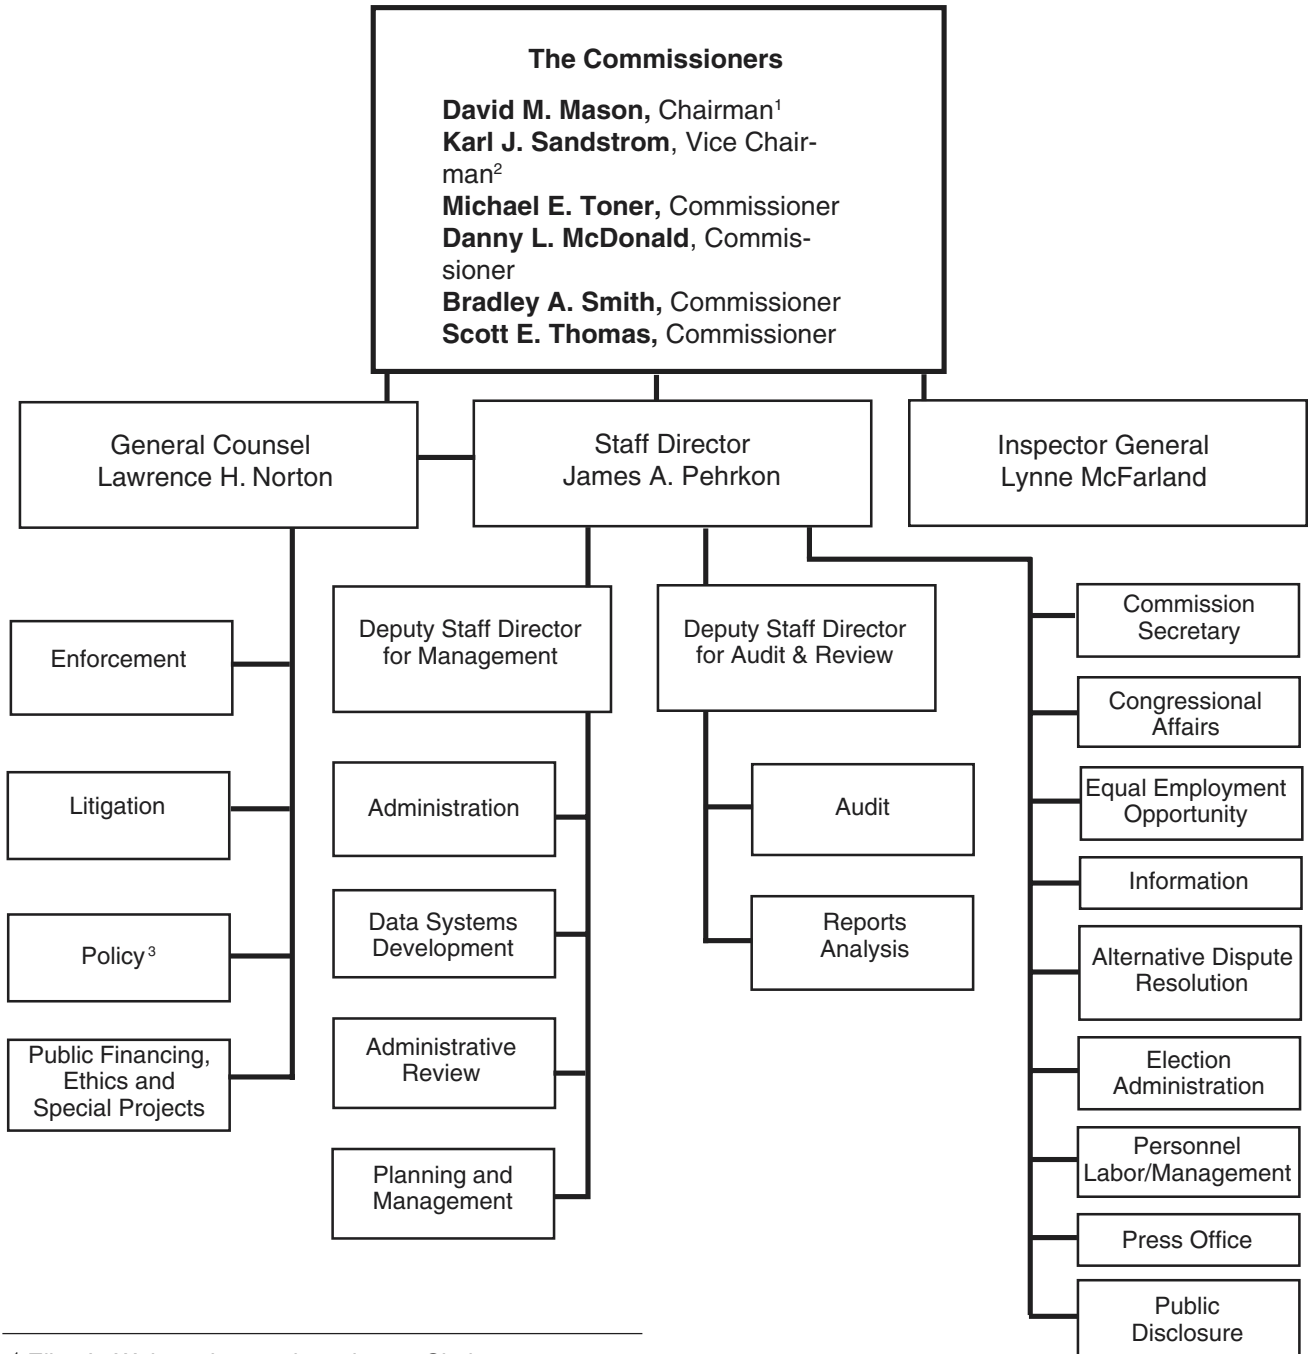 The Commissioners
David M. Mason, Chairman1
Karl J. Sandstrom, Vice Chair-
man2
Michael E. Toner, Commissioner
Danny L. McDonald, Commis-
sioner
Bradley A. Smith, Commissioner
Scott E. Thomas, Commissioner
General Counsel
Lawrence H. Norton
Staff Director
James A. Pehrkon
Inspector General
Lynne McFarland
Enforcement
Litigation
Policy3
Public Financing,
Ethics and
Special Projects
Deputy Staff Director
for Management
Administration
Data Systems
Development
Administrative
Review
Planning and
Management
Deputy Staff Director
for Audit & Review
Audit
Reports
Analysis
Commission
Secretary
Congressional
Affairs
Equal Employment
Opportunity
Information
Alternative Dispute
Resolution
Election
Administration
Personnel
Labor/Management
Press Office
Public
Disclosure